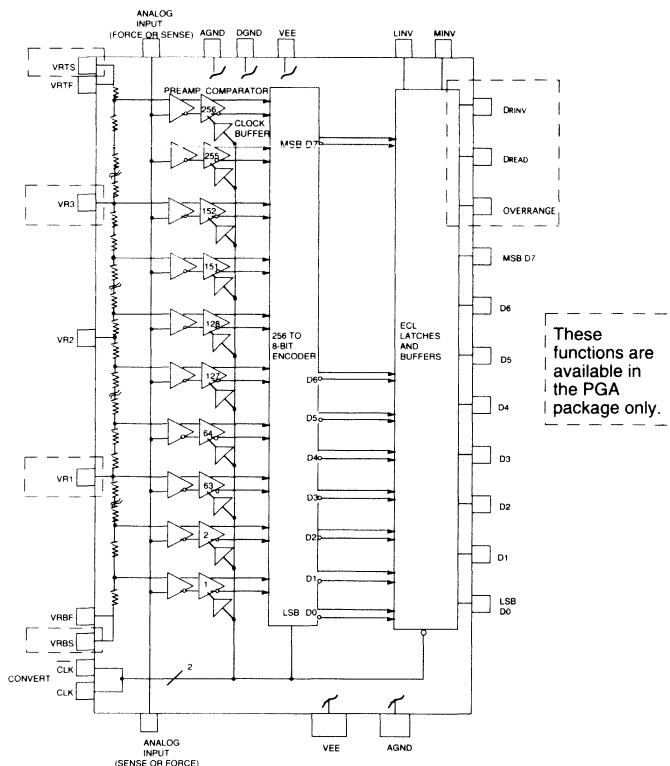 ANALOG
INPUT
(FORCE OR SENSE)
AGND
DGND
VEE
LINV
MINV
VRTS
VRTF
PREAMP
COMPARATOR
256
CLOCK
BUFFER
255
VR3
152
151
128
VR2
127
64
VR1
63
2
1
VRBF
VRBS
CONVERT
CLK
CLK
2
256 TO
8-BIT
ENCODER
MSB D7
D6
D5
D4
D3
D2
D1
LSB D0
ECL
LATCHES
AND
BUFFERS
DRINV
DREAD
OVERRANGE
MSB D7
D6
D5
D4
D3
D2
D1
LSB
D0
These
functions are
available in
the PGA
package only.
ANALOG
INPUT
(SENSE OR FORCE)
VEE
AGND